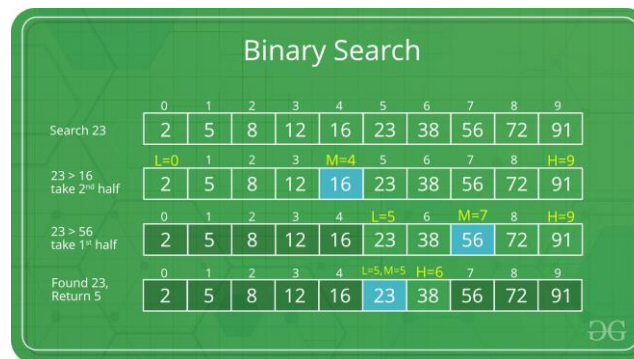 Binary Search
0 1 2 3 4 5 6 7 8 9
Search 23 2 5 8 12 16 23 38 56 72 91
L=0 1 2 3 M=4 5 6 7 8 H=9
23 > 16
take 2nd half 2 5 8 12 16 23 38 56 72 91
0 1 2 3 4 L=5 6 M=7 8 H=9
23 > 56
take 1st half 2 5 8 12 16 23 38 56 72 91
0 1 2 3 4 L=5, M=5 H=6 7 8 9
Found 23,
Return 5 2 5 8 12 16 23 38 56 72 91